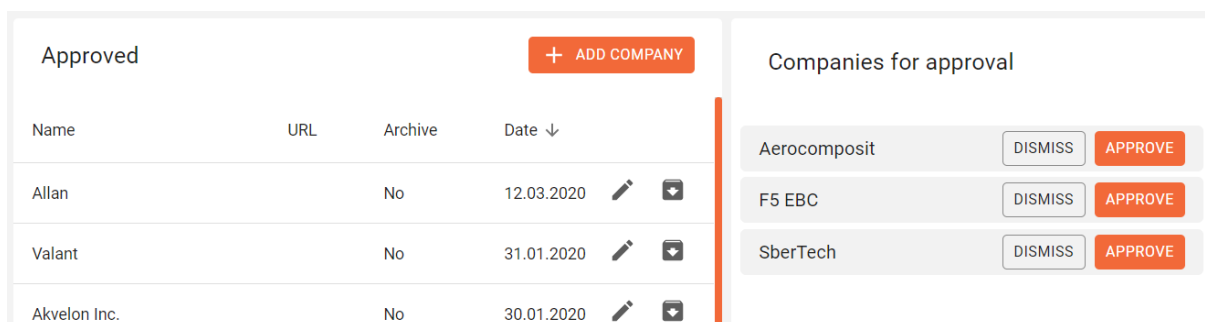 Approved
+ ADD COMPANY
Name URL Archive Date ↓
Allan No 12.03.2020
Valant No 31.01.2020
Akvelon Inc. No 30.01.2020
Companies for approval
Aerocomposit DISMISS APPROVE
F5 EBC DISMISS APPROVE
SberTech DISMISS APPROVE